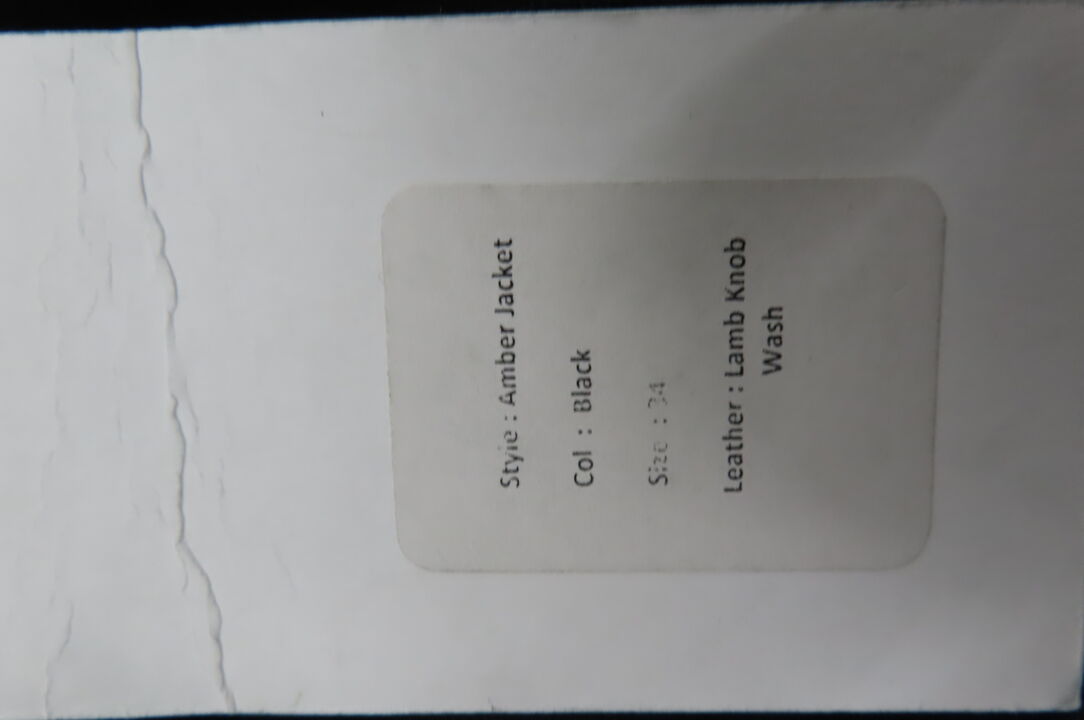 Style : Amber Jacket
Col : Black
Size : 34
Leather : Lamb Knob
Wash